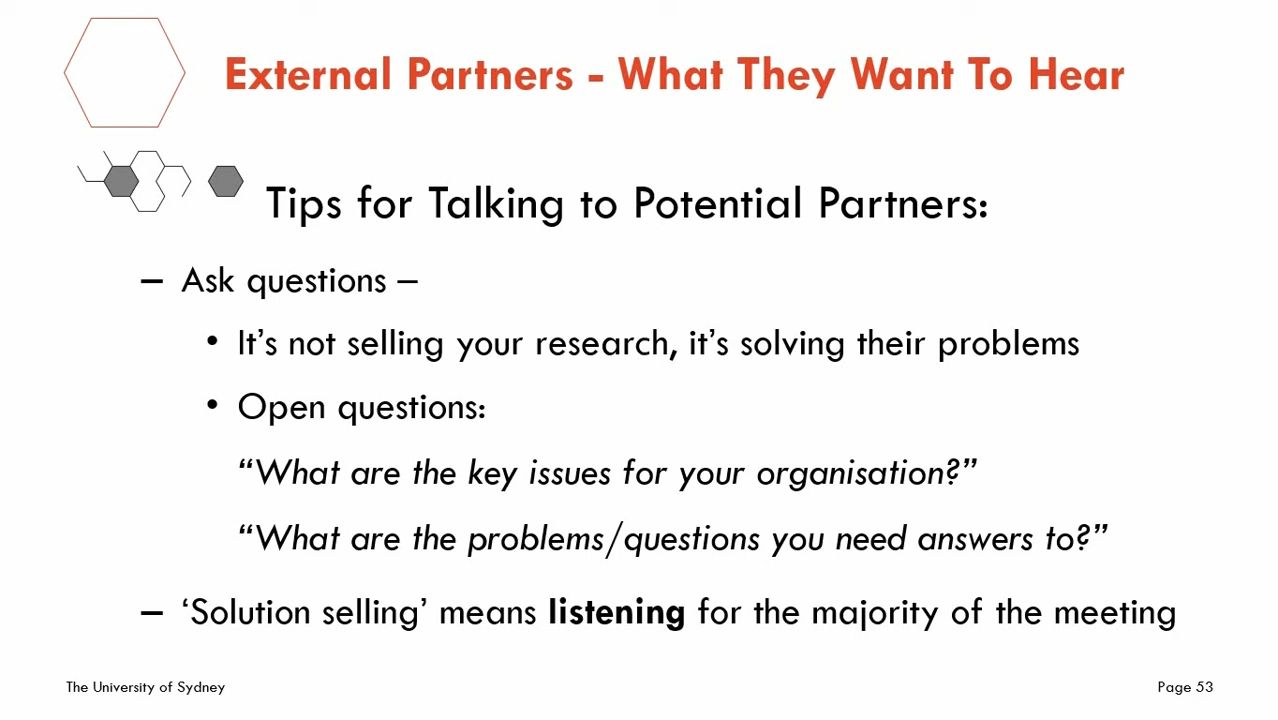 External Partners - What They Want To Hear
Tips for Talking to Potential Partners:
– Ask questions –
• It’s not selling your research, it’s solving their problems
• Open questions:
“What are the key issues for your organisation?”
“What are the problems/questions you need answers to?”
– ‘Solution selling’ means listening for the majority of the meeting
The University of Sydney
Page 53